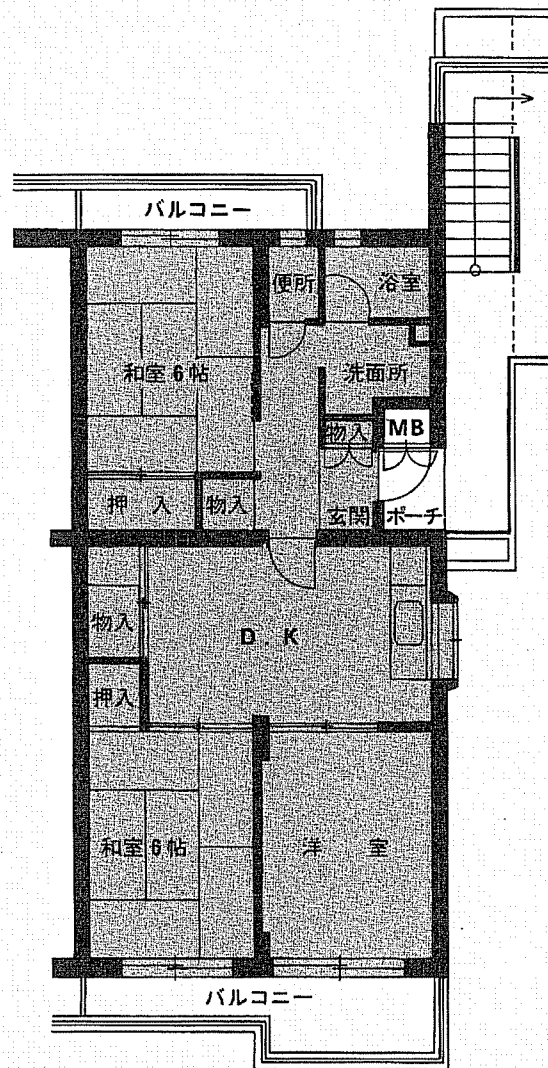 バルコニー
便所
浴室
和室6帖
洗面所
物入
MB
押 入
物入
玄関
ポーチ
物入
D K
押入
和室6帖
洋 室
バルコニー